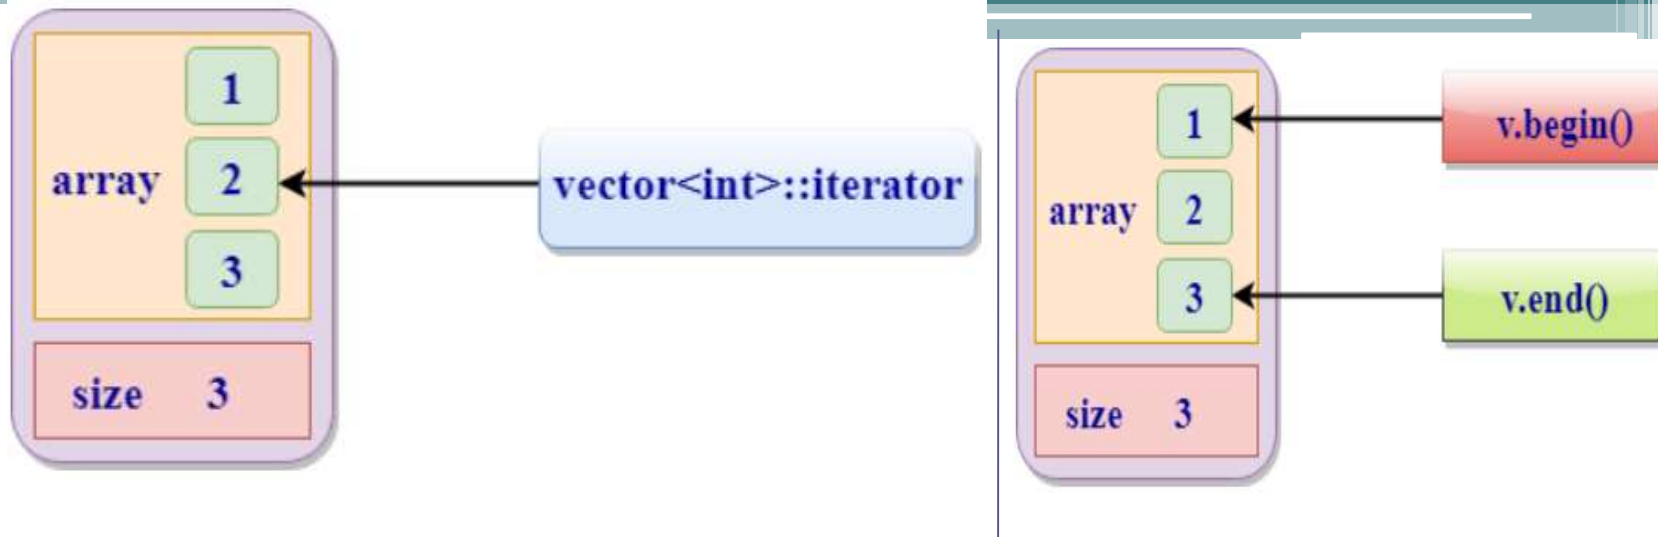 1
array 2
3
size 3
vector<int>::iterator
1
array 2
3
size 3
v.begin()
v.end()